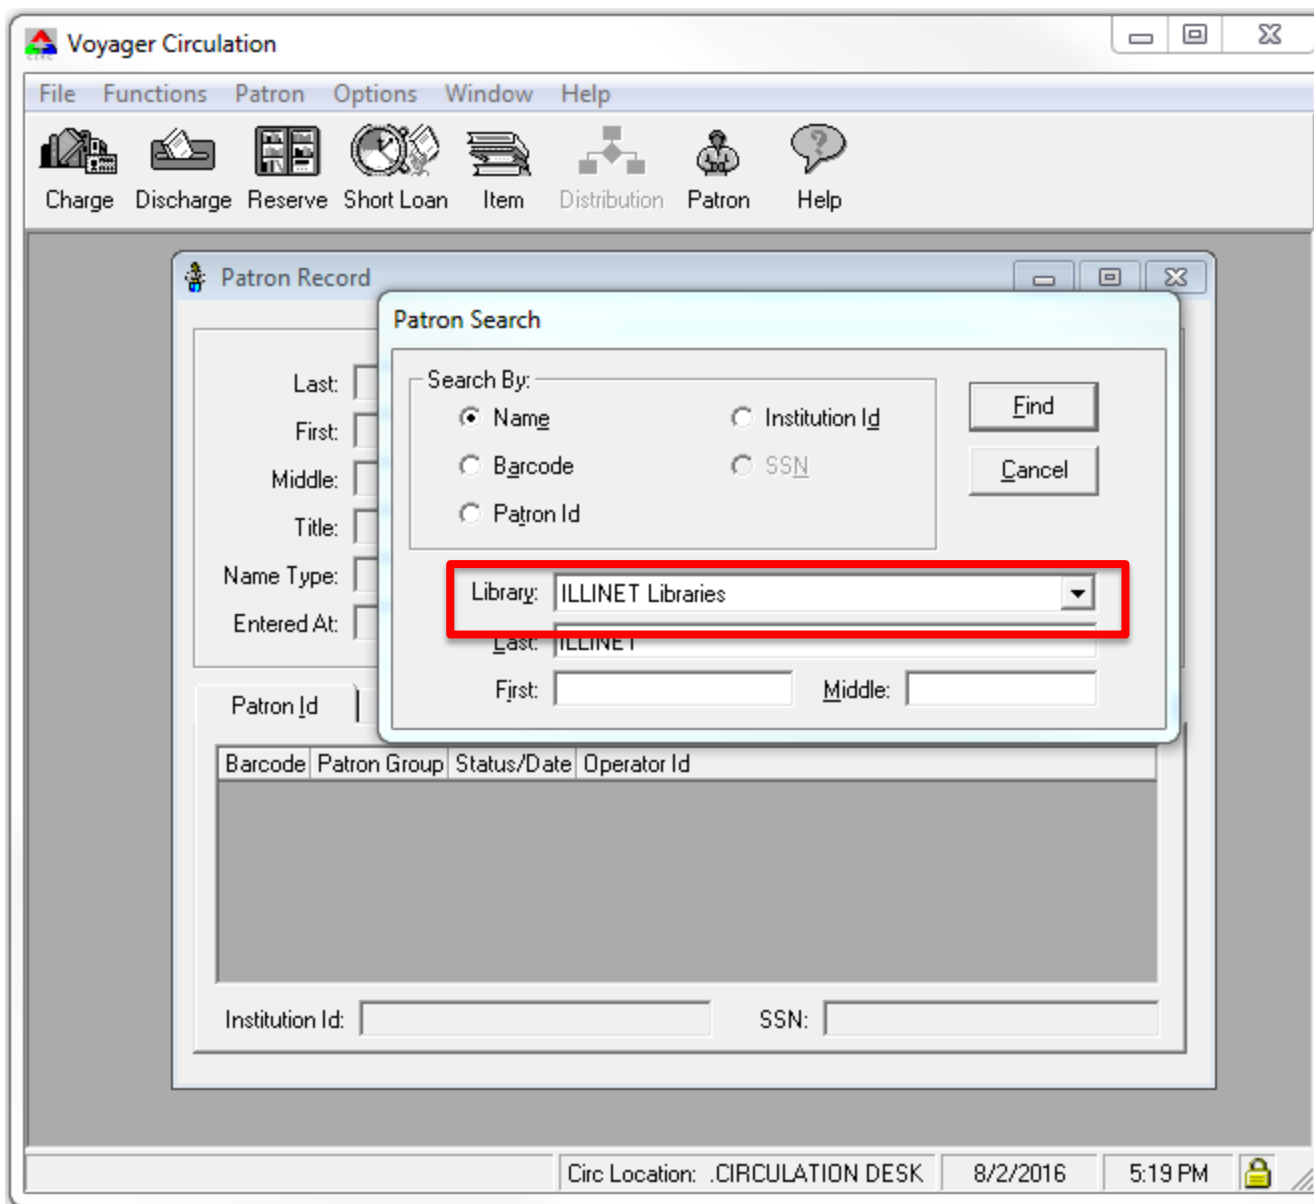 Voyager Circulation
CIRC
File Functions Patron Options Window Help
Charge Discharge Reserve Short Loan Item Distribution Patron Help
Patron Record
Patron Search
Last:
First:
Middle:
Title:
Name Type:
Entered At:
Search By:
Name Institution Id
Barcode SSN
Patron Id
Find
Cancel
Library: ILLINET Libraries
Last: ILLINET
First: Middle:
Patron Id
Barcode Patron Group Status/Date Operator Id
Institution Id: SSN:
Circ Location: .CIRCULATION DESK 8/2/2016 5:19 PM